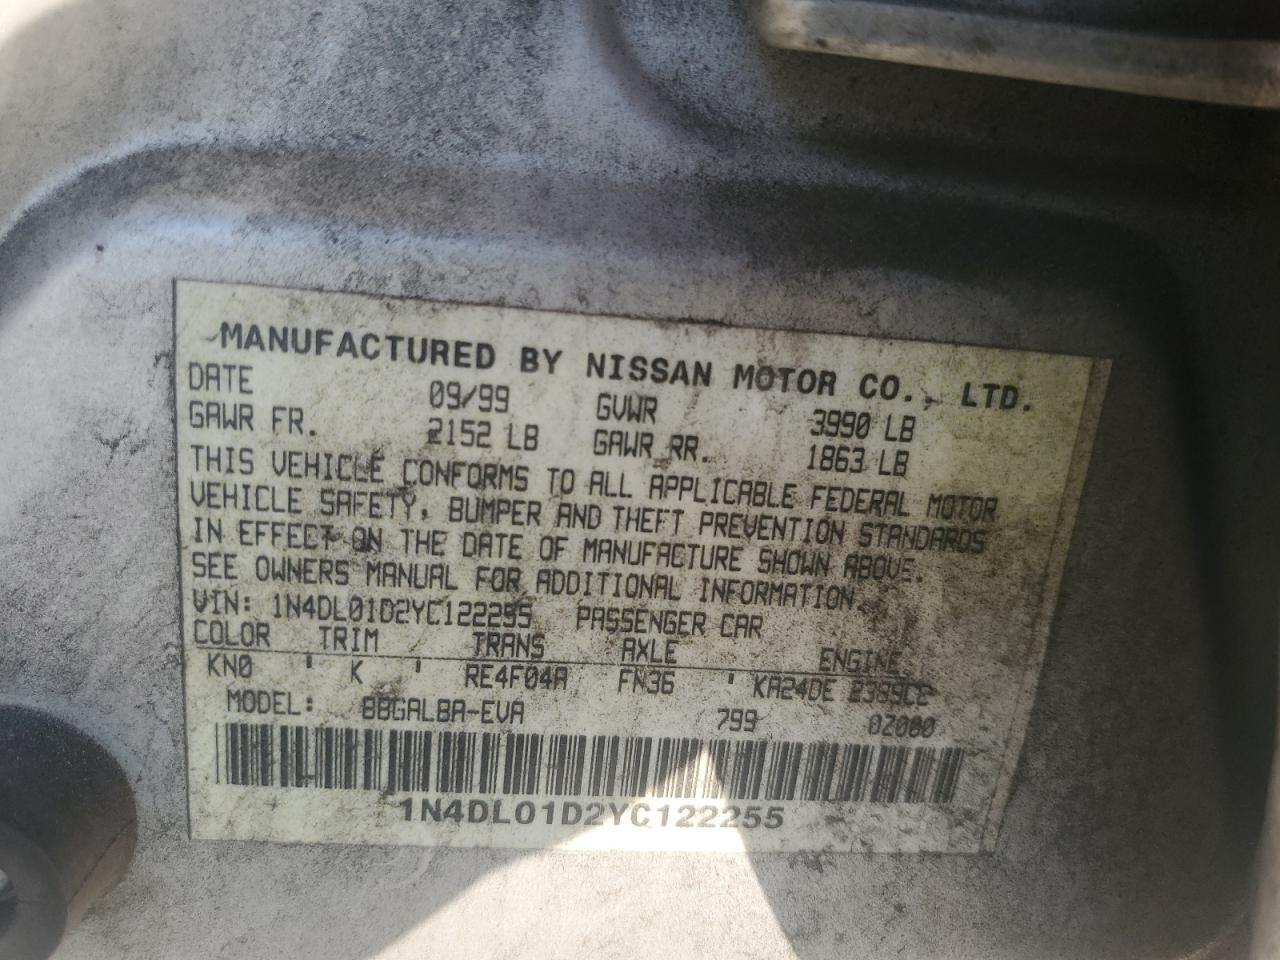 MANUFACTURED BY NISSAN MOTOR CO., LTD.
DATE 09/99 GVWR 3990 LB
GAWR FR. 2152 LB GAWR RR. 1863 LB
THIS VEHICLE CONFORMS TO ALL APPLICABLE FEDERAL MOTOR
VEHICLE SAFETY, BUMPER AND THEFT PREVENTION STANDARDS
IN EFFECT ON THE DATE OF MANUFACTURE SHOWN ABOVE.
SEE OWNERS MANUAL FOR ADDITIONAL INFORMATION.
VIN: 1N4DL01D2YC122255 PASSENGER CAR
COLOR TRIM TRANS AXLE ENGINE
KN0 ' K ' RE4F04A FN36 ' KA24DE 2389CC
MODEL: BBGALBA-EVA 799 0Z000
1N4DL01D2YC122255